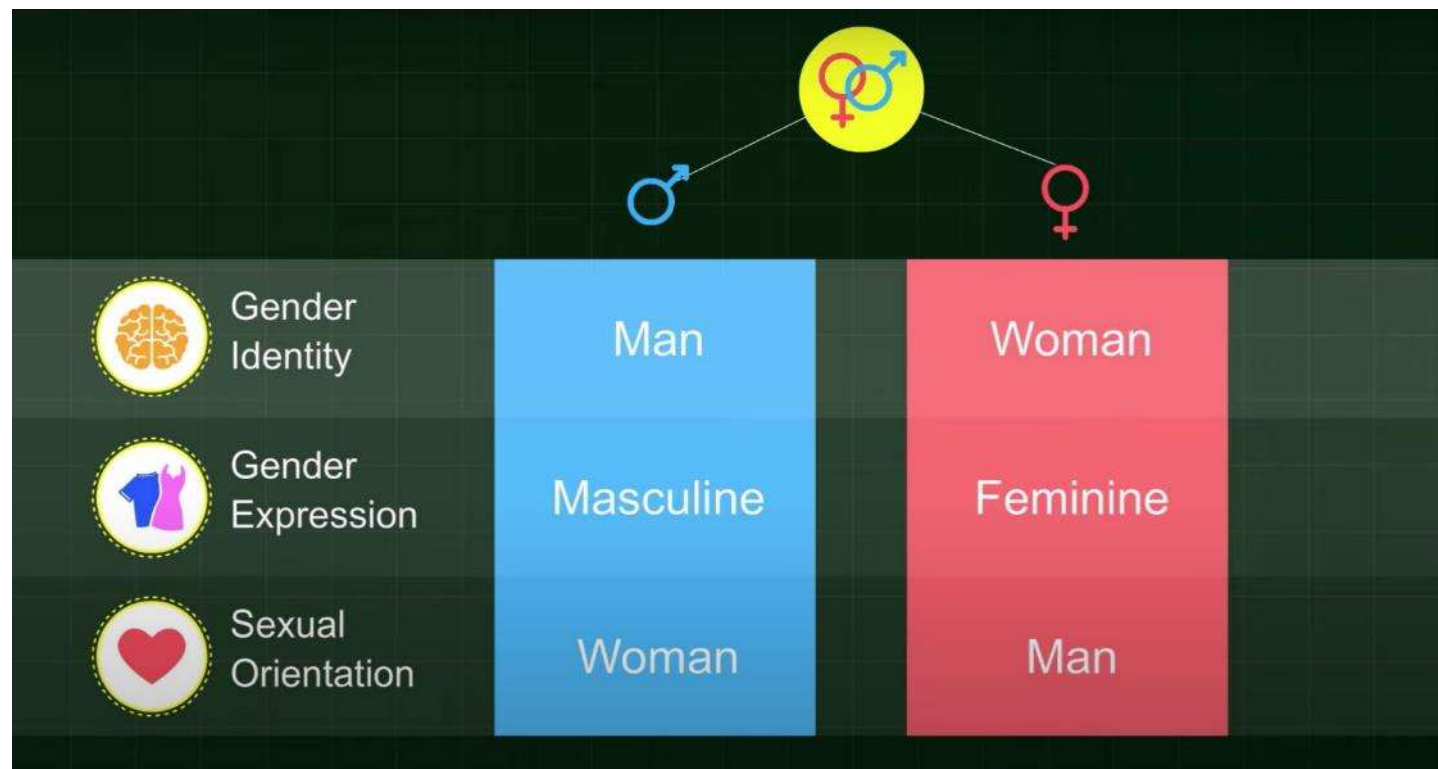 Gender
Identity
Man
Woman
Gender
Expression
Masculine
Feminine
Sexual
Orientation
Woman
Man